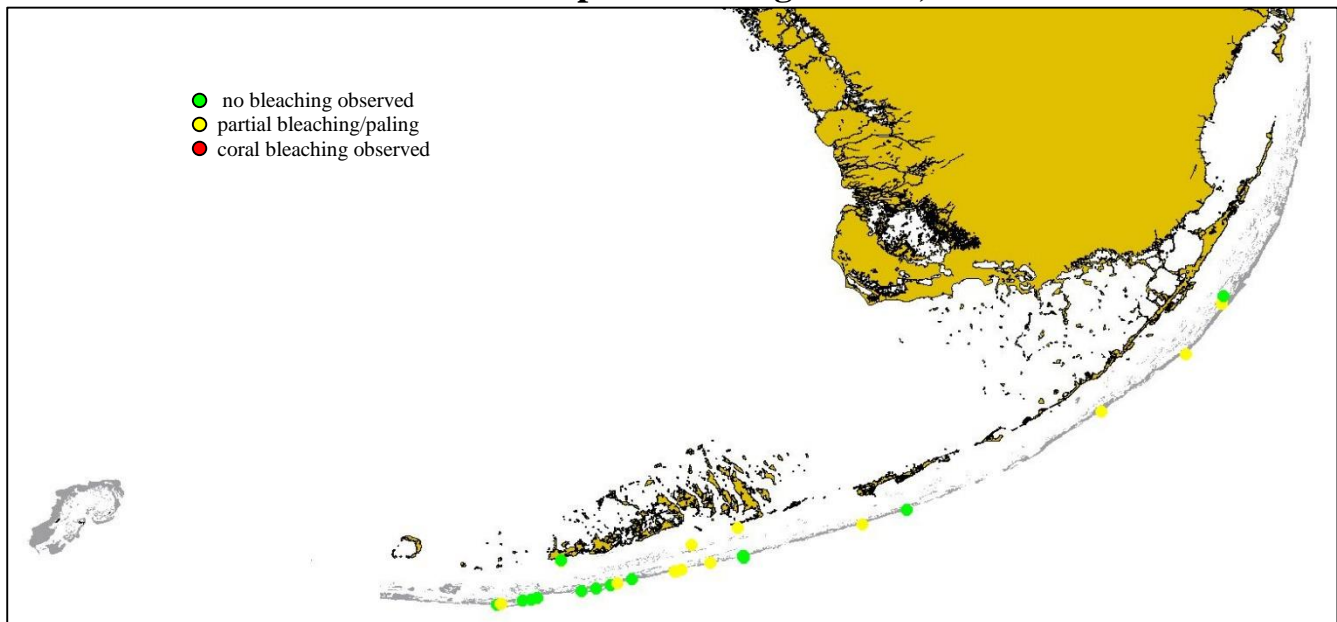 no bleaching observed
partial bleaching/paling
coral bleaching observed